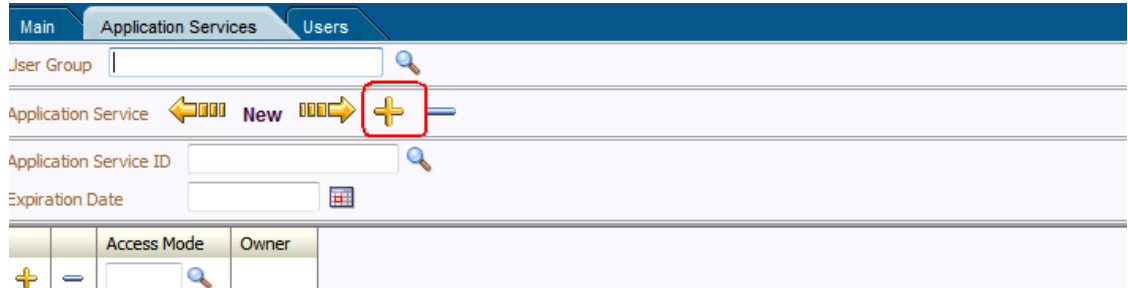 Main Application Services Users
User Group
Application Service New
Application Service ID
Expiration Date
Access Mode Owner